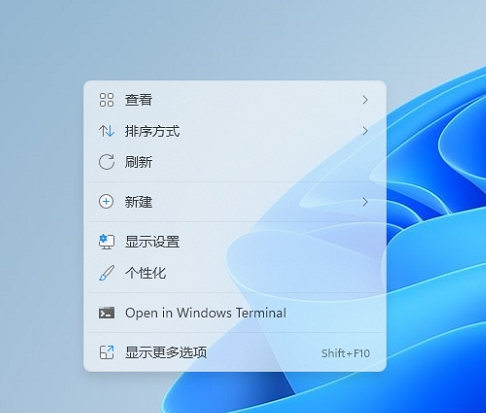 查看
排序方式
刷新
新建
显示设置
个性化
Open in Windows Terminal
显示更多选项 Shift+F10